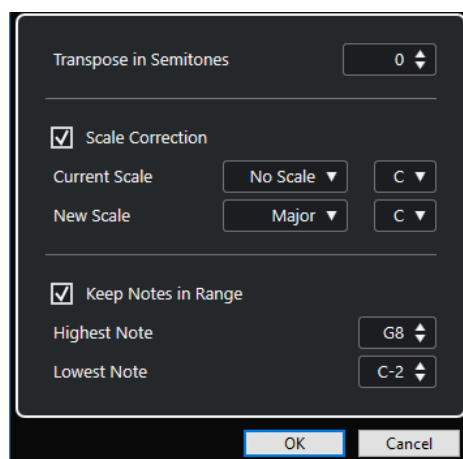 Transpose in Semitones 0
Scale Correction
Current Scale No Scale C
New Scale Major C
Keep Notes in Range
Highest Note G8
Lowest Note C-2
OK Cancel